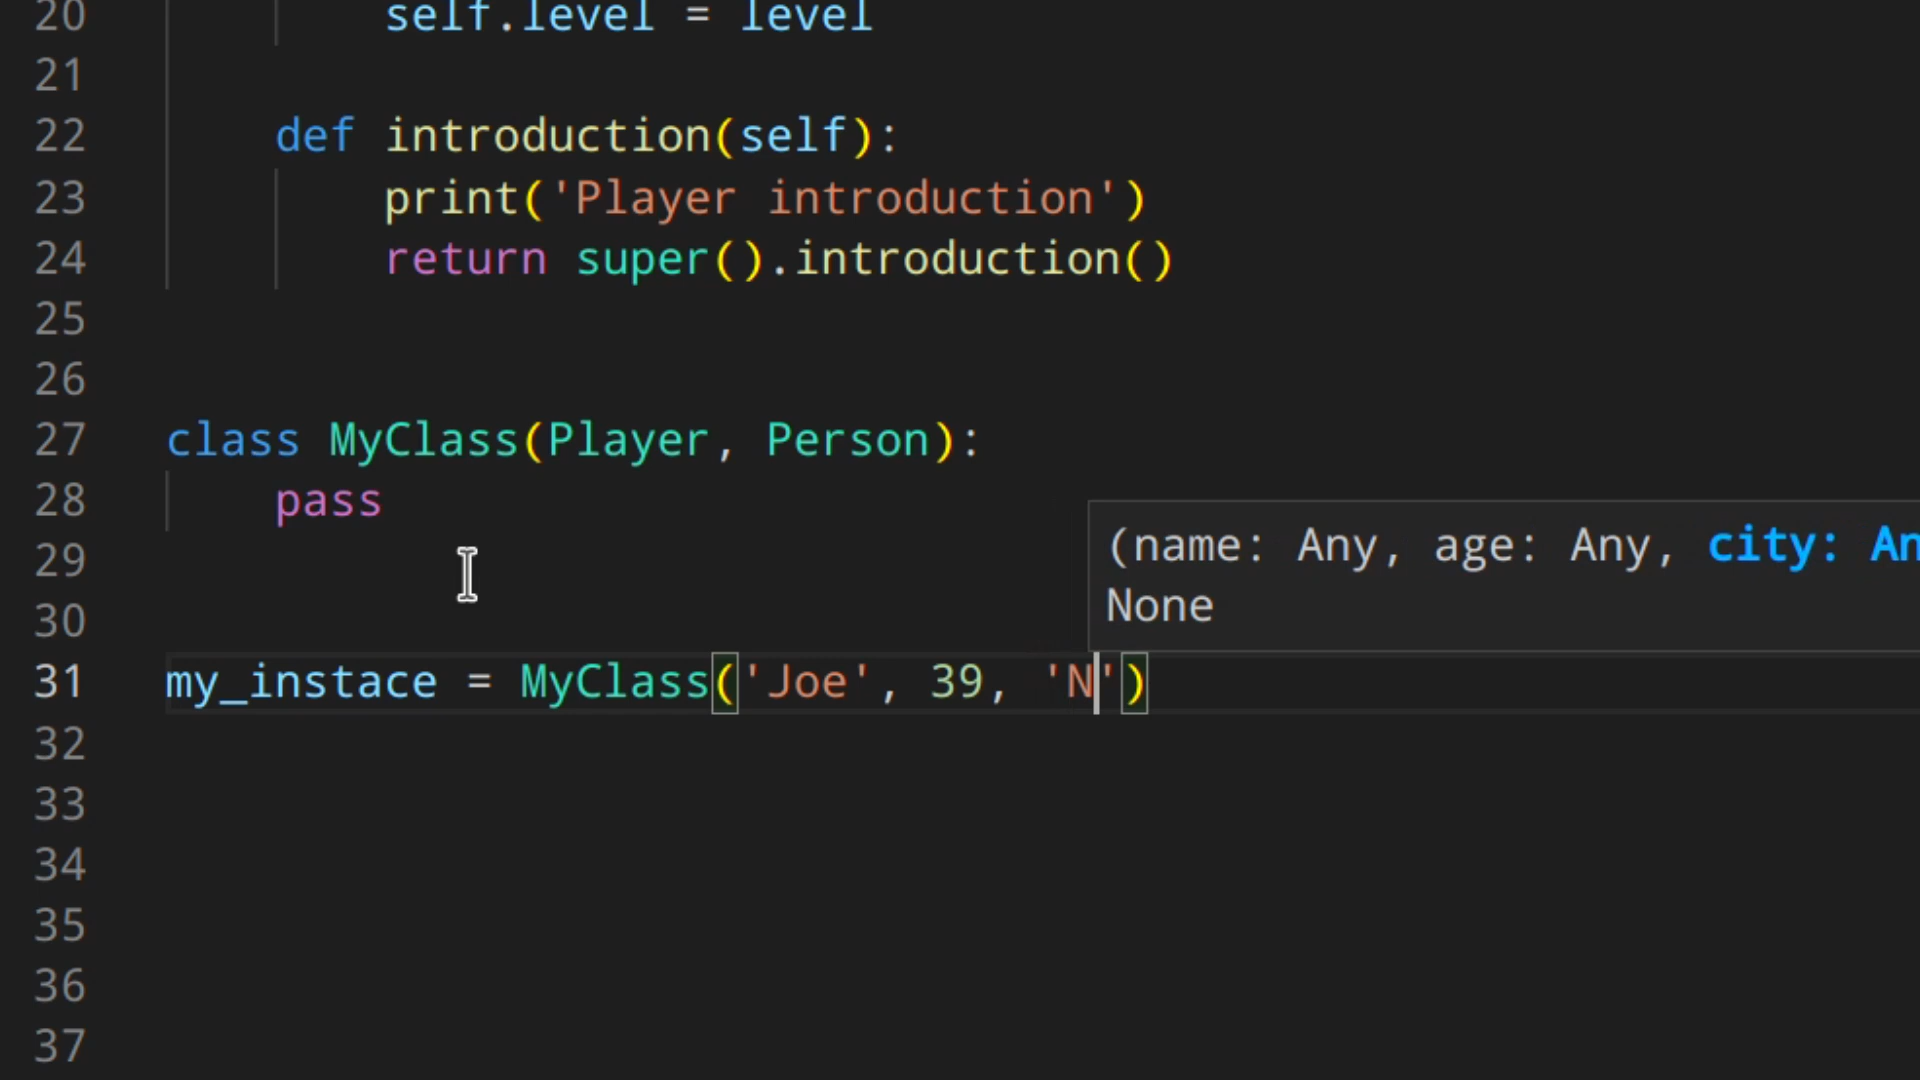 20 self.level = level
21
22 def introduction(self):
23 print('Player introduction')
24 return super().introduction()
25
26
27 class MyClass(Player, Person):
28 pass
(name: Any, age: Any, city: An
29
None
30
31 my_instace = MyClass('Joe', 39, 'N')
32
33
34
35
36
37